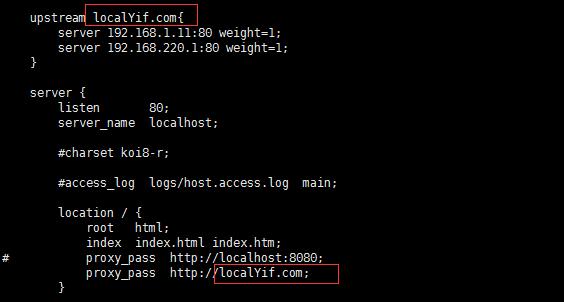 upstream localYif.com{
server 192.168.1.11:80 weight=1;
server 192.168.220.1:80 weight=1;
}
server {
listen 80;
server_name localhost;
#charset koi8-r;
#access_log logs/host.access.log main;
location / {
root html;
index index.html index.htm;
# proxy_pass http://localhost:8080;
proxy_pass http://localYif.com;
}